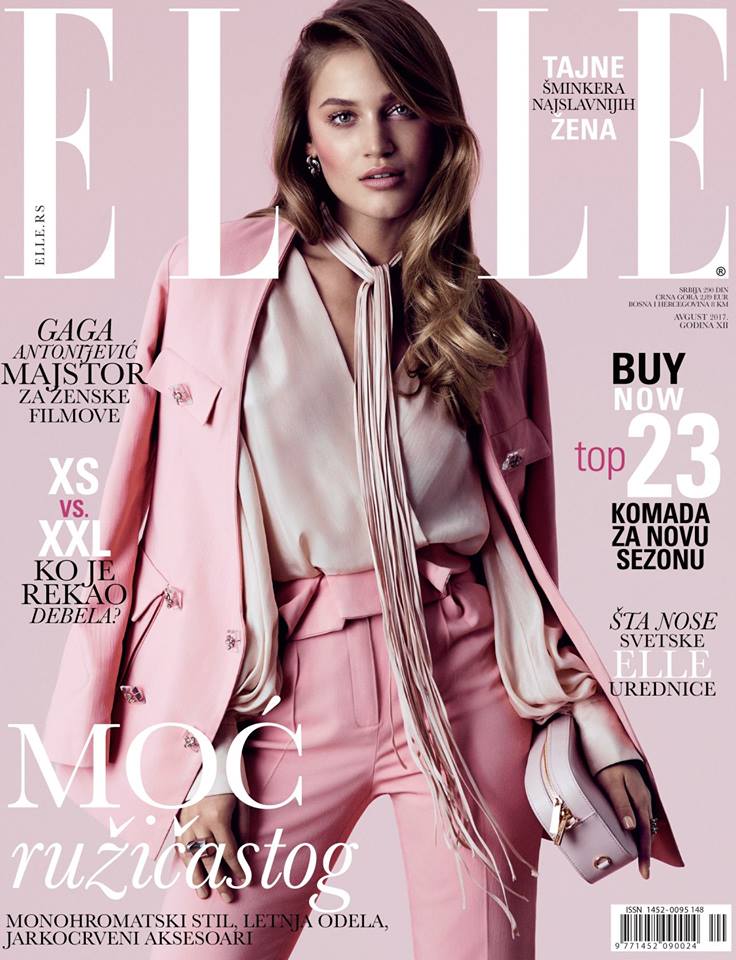 ELLE
ELLE.RS
TAJNE
ŠMINKERA
NAJSLAVNIJIH
ŽENA
®
SRBIJA 290 DIN
CRNA GORA 2,89 EUR
BOSNA I HERCEGOVINA 8 KM
AVGUST 2017.
GODINA XII
GAGA
ANTONIJEVIĆ
MAJSTOR
ZA ŽENSKE
FILMOVE
BUY
NOW
top 23
KOMADA
ZA NOVU
SEZONU
XS
VS.
XXL
KO JE
REKAO
DEBELA?
ŠTA NOSE
SVETSKE
ELLE
UREDNICE
MOĆ
ružičastog
MONOHROMATSKI STIL, LETNJA ODELA,
JARKOCRVENI AKSESOARI
ISSN 1452-0095 148
9 771452 090024